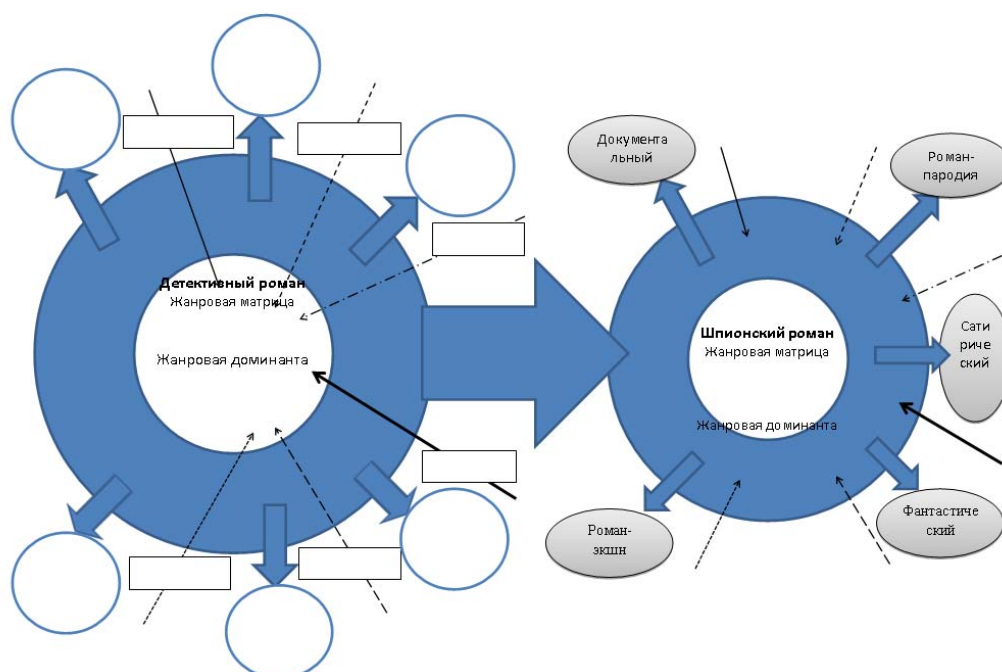 Детективный роман
Жанровая матрица
Жанровая доминанта
Документа
льный
Роман-
пародия
Шпионский роман
Жанровая матрица
Сати
риче
ский
Жанровая доминанта
Роман-
экшн
Фантастиче
ский